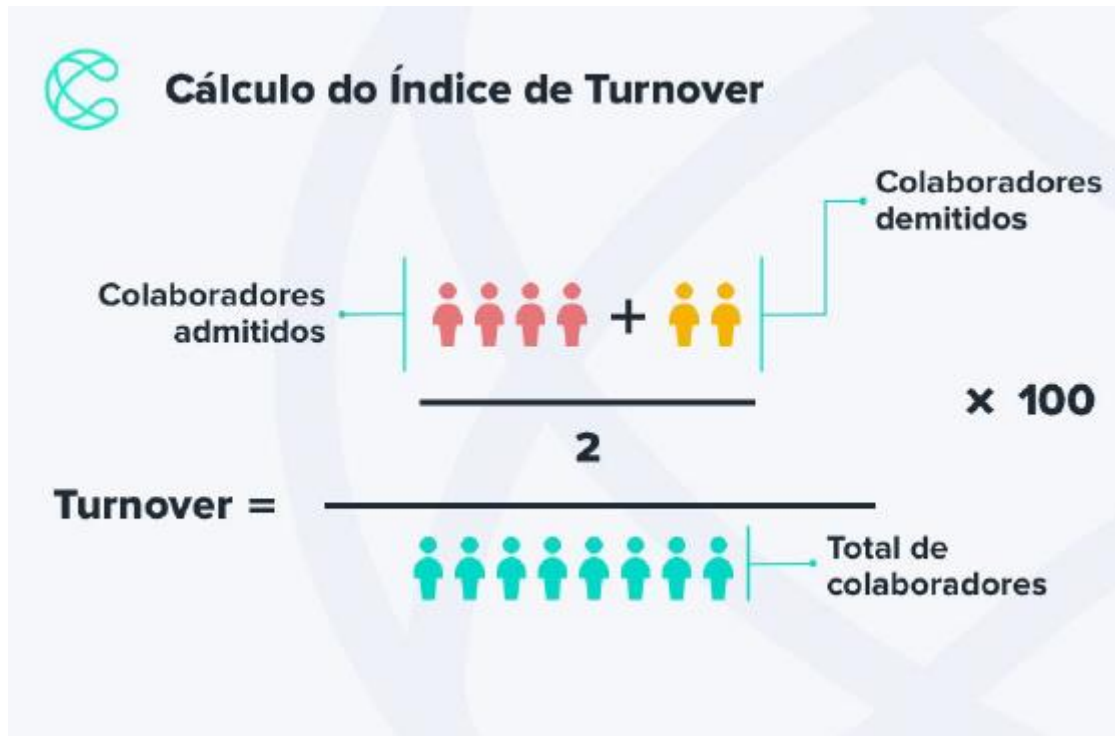 Cálculo do Índice de Turnover
Colaboradores
demitidos
Colaboradores
admitidos
+
× 100
2
Turnover =
Total de
colaboradores